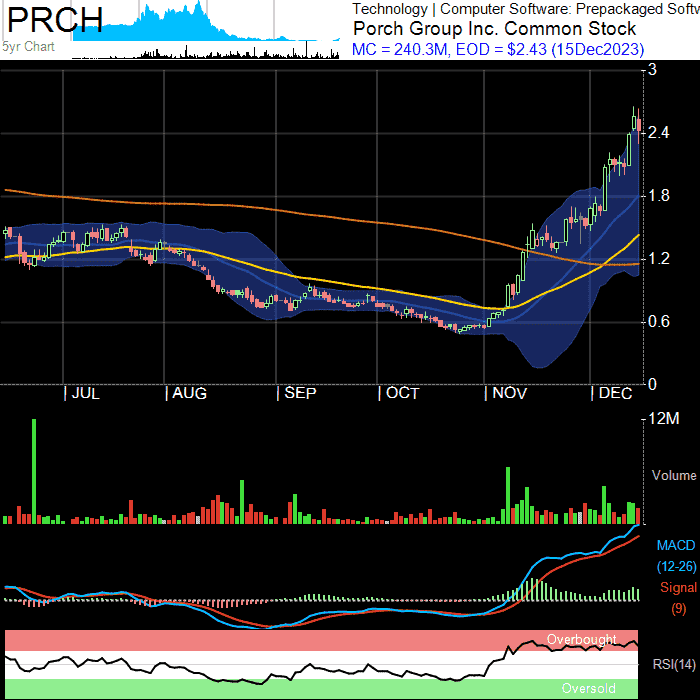 PRCH
5yr Chart
Technology | Computer Software: Prepackaged Softw
Porch Group Inc. Common Stock
MC = 240.3M, EOD = $2.43 (15Dec2023)
3
2.4
1.8
1.2
0.6
0
| JUL | AUG | SEP | OCT | NOV | DEC
12M
Volume
MACD
(12-26)
Signal
(9)
Overbought
RSI(14)
Oversold